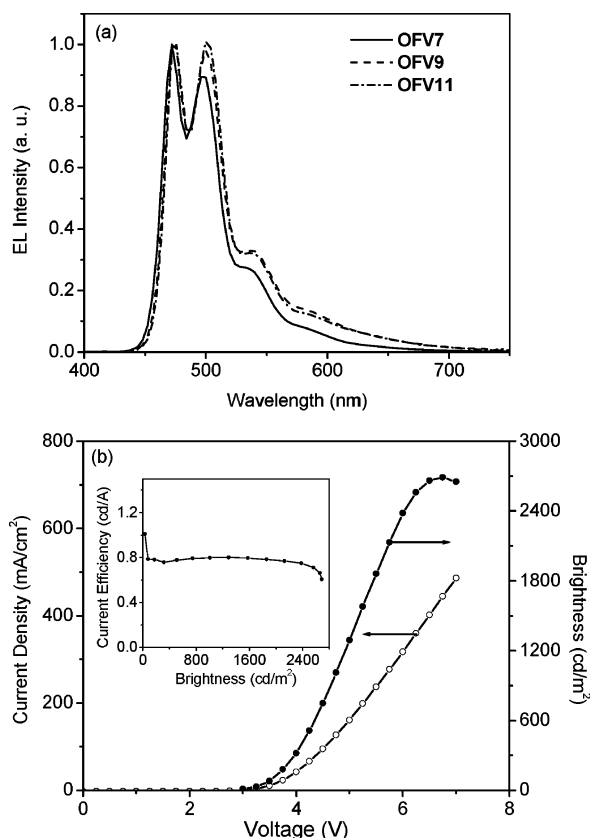 (a)
OFV7
OFV9
OFV11
1.0
0.8
0.6
0.4
0.2
0.0
EL Intensity (a. u.)
400 500 600 700
Wavelength (nm)
(b)
800
600
400
200
0
Current Density (mA/cm²)
3000
2400
1800
1200
600
0
Brightness (cd/m²)
1.2
0.8
0.4
0.0
Current Efficiency (cd/A)
0 800 1600 2400
Brightness (cd/m²)
0 2 4 6 8
Voltage (V)